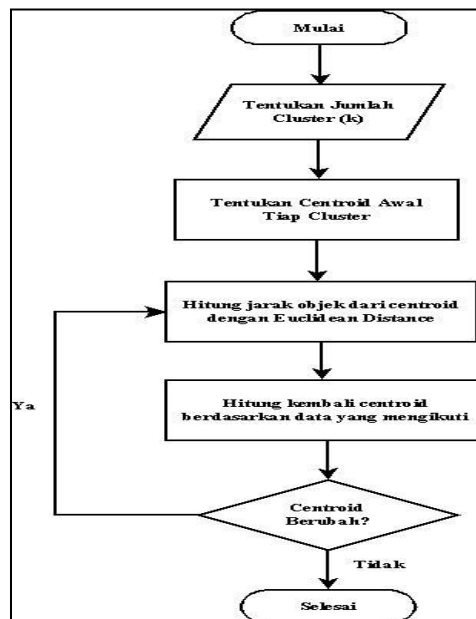 Mulai
Tentukan Jumlah
Cluster (k)
Tentukan Centroid Awal
Tiap Cluster
Hitung jarak objek dari centroid
dengan Euclidean Distance
Hitung kembali centroid
berdasarkan data yang mengikuti
Ya
Centroid
Berubah?
Tidak
Selesai